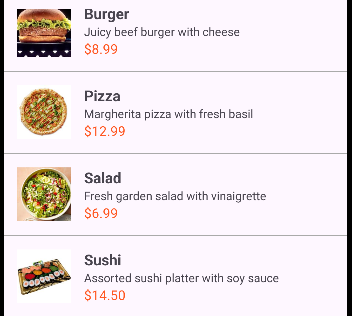 Burger
Juicy beef burger with cheese
$8.99
Pizza
Margherita pizza with fresh basil
$12.99
Salad
Fresh garden salad with vinaigrette
$6.99
Sushi
Assorted sushi platter with soy sauce
$14.50